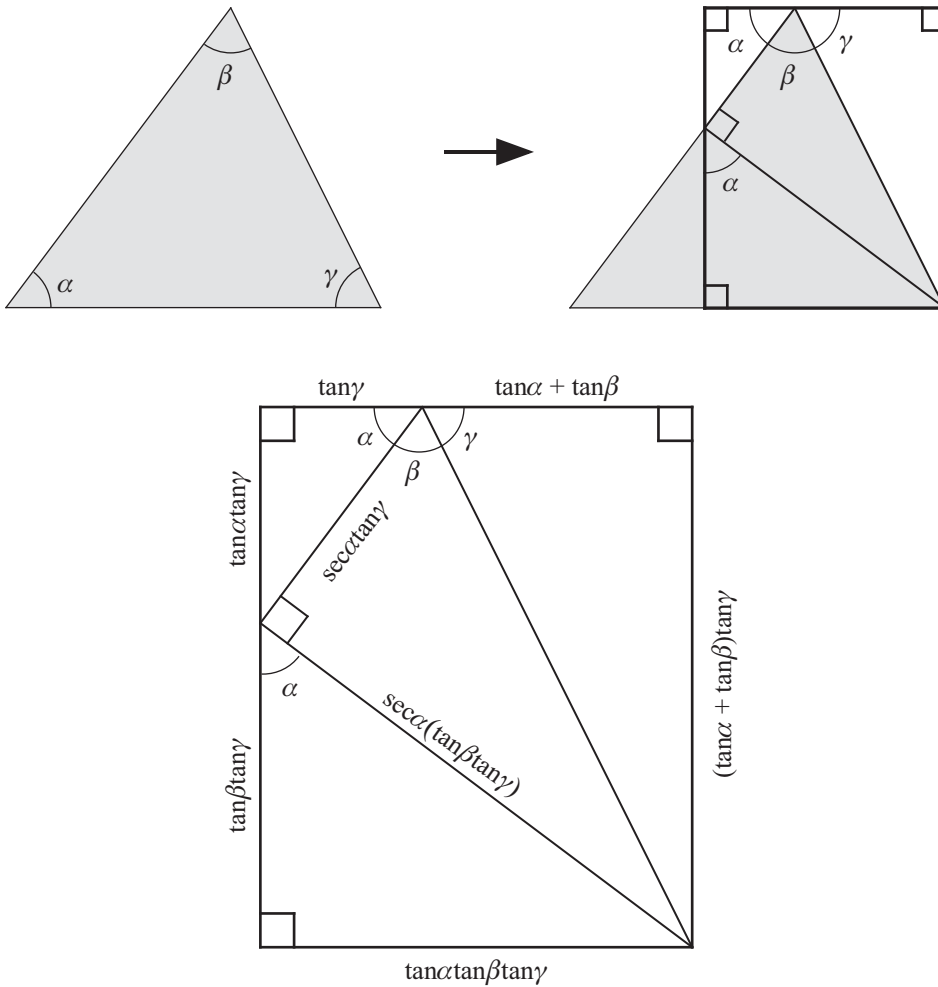 β
α
γ
α
γ
β
α
tanγ
tanα + tanβ
α
γ
β
tanαtanγ
secαtanγ
(tanα + tanβ)tanγ
α
secα(tanβtanγ)
tanβtanγ
tanαtanβtanγ